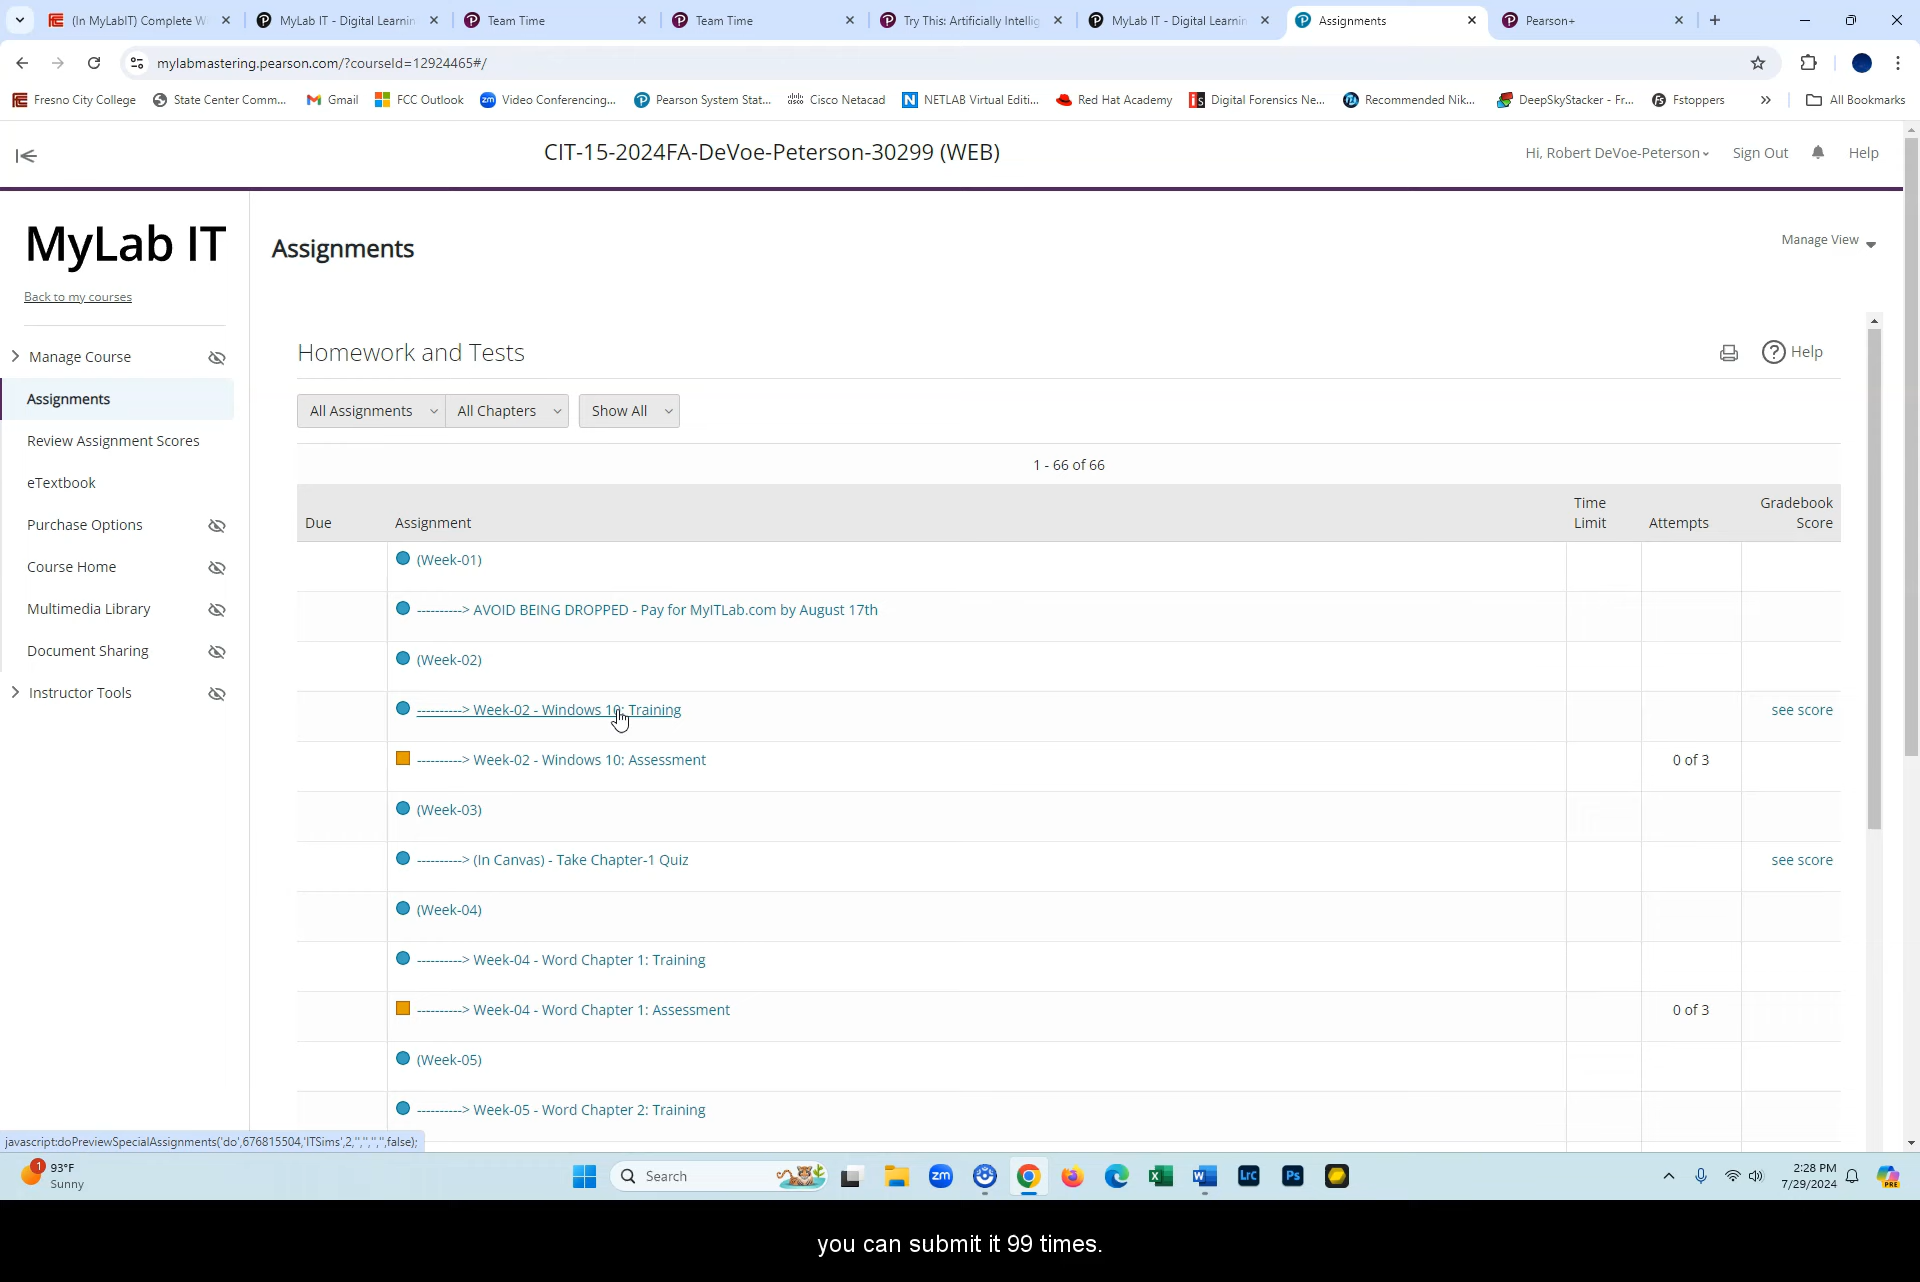 (In MyLabIT) Complete W
MyLab IT - Digital Learnin
Team Time
Team Time
Try This: Artificially Intellig
MyLab IT - Digital Learnin
Assignments
Pearson+
mylabmastering.pearson.com/?courseId=12924465#/
Fresno City College
State Center Comm...
Gmail
FCC Outlook
Video Conferencing...
Pearson System Stat...
Cisco Netacad
NETLAB Virtual Editi...
Red Hat Academy
Digital Forensics Ne...
Recommended Nik...
DeepSkyStacker - Fr...
Fstoppers
»
All Bookmarks
CIT-15-2024FA-DeVoe-Peterson-30299 (WEB)
Hi, Robert DeVoe-Peterson
Sign Out
Help
MyLab IT
Back to my courses
Manage Course
Assignments
Review Assignment Scores
eTextbook
Purchase Options
Course Home
Multimedia Library
Document Sharing
Instructor Tools
Assignments
Manage View
Homework and Tests
? Help
All Assignments
All Chapters
Show All
1 - 66 of 66
Due
Assignment
Time Limit
Attempts
Gradebook Score
(Week-01)
----------> AVOID BEING DROPPED - Pay for MyITLab.com by August 17th
(Week-02)
----------> Week-02 - Windows 10: Training
see score
----------> Week-02 - Windows 10: Assessment
0 of 3
(Week-03)
----------> (In Canvas) - Take Chapter-1 Quiz
see score
(Week-04)
----------> Week-04 - Word Chapter 1: Training
----------> Week-04 - Word Chapter 1: Assessment
0 of 3
(Week-05)
----------> Week-05 - Word Chapter 2: Training
javascript:doPreviewSpecialAssignments('do',676815504,'ITSims',2,'','','','',false);
1
93°F
Sunny
Search
zm
LrC
Ps
2:28 PM
7/29/2024
PRE
you can submit it 99 times.